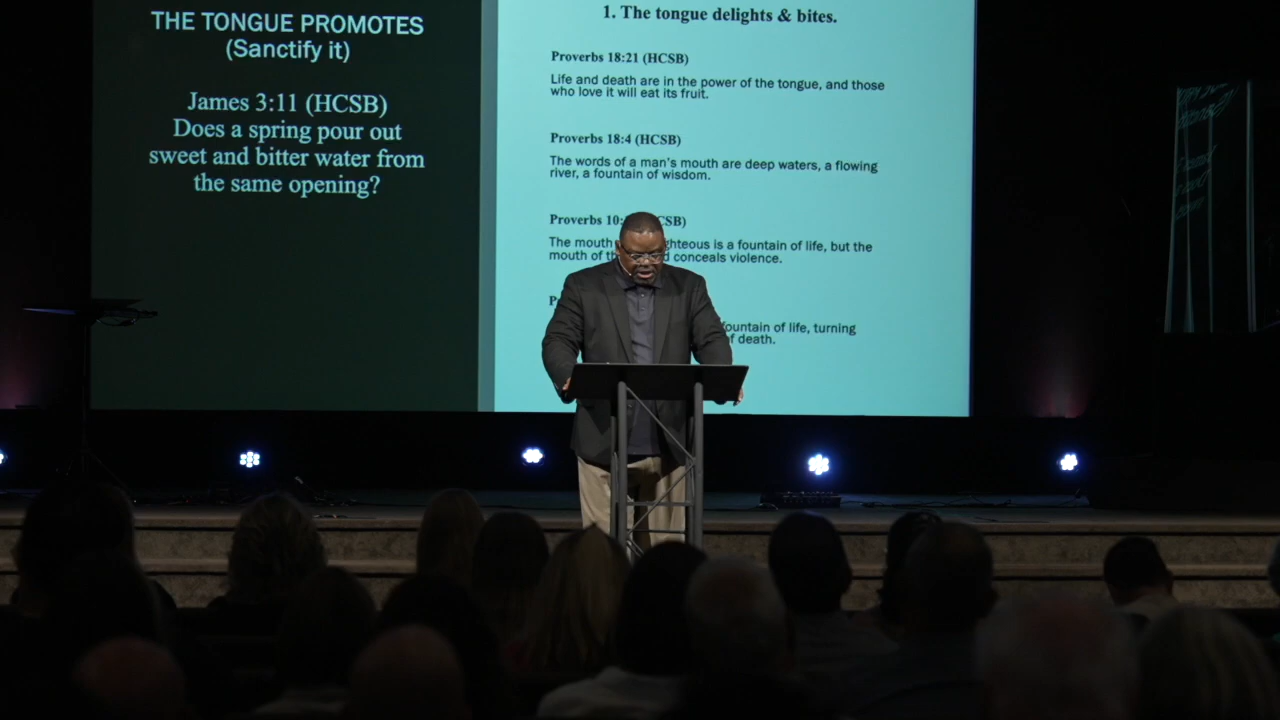 THE TONGUE PROMOTES
(Sanctify it)
James 3:11 (HCSB)
Does a spring pour out
sweet and bitter water from
the same opening?
1. The tongue delights & bites.
Proverbs 18:21 (HCSB)
Life and death are in the power of the tongue, and those
who love it will eat its fruit.
Proverbs 18:4 (HCSB)
The words of a man's mouth are deep waters, a flowing
river, a fountain of wisdom.
Proverbs 10: CSB)
The mouth ghteous is a fountain of life, but the
mouth of th d conceals violence.
P
fountain of life, turning
of death.